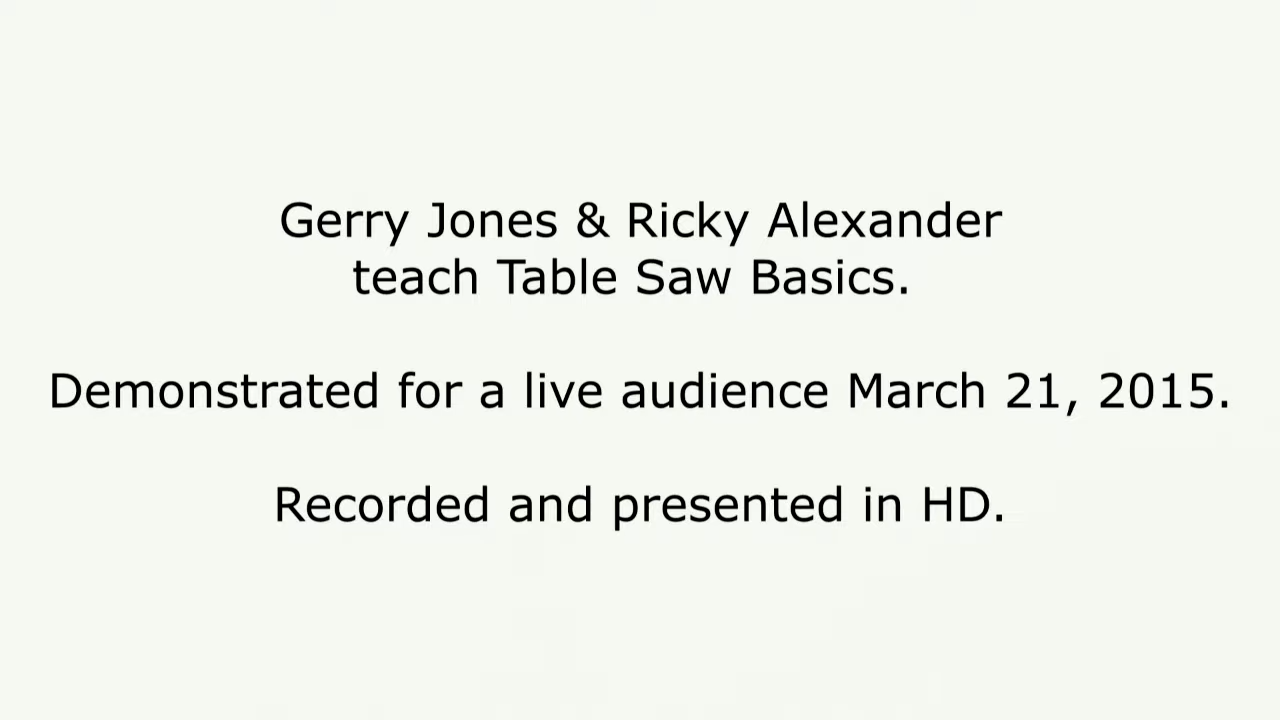 Gerry Jones & Ricky Alexander
teach Table Saw Basics.
Demonstrated for a live audience March 21, 2015.
Recorded and presented in HD.